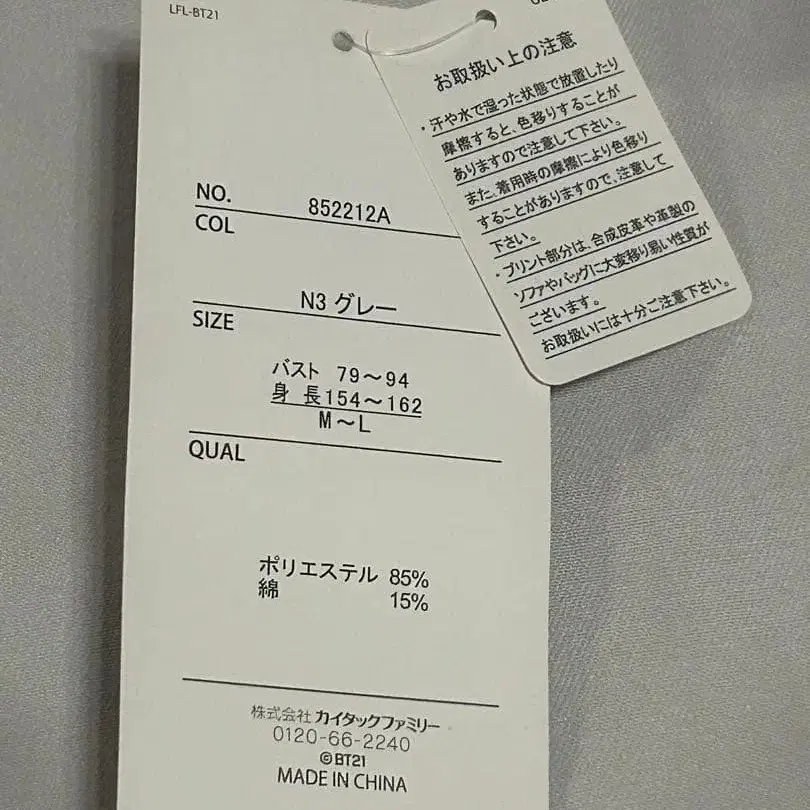 LFL-BT21
NO. 852212A
COL
N3 グレー
SIZE
バスト 79～94
身 長154～162
M～L
QUAL
ポリエステル 85%
綿 15%
株式会社 カイタックファミリー
0120-66-2240
©BT21
MADE IN CHINA
お取扱い上の注意
・汗や水で湿った状態で放置したり
摩擦すると、色移りすることが
ありますので注意して下さい。
また、着用時の摩擦により色移り
することがありますので、注意して
下さい。
・プリント部分は、合成皮革や革製の
ソファやバッグに大変移り易い性質が
ございます。
お取扱いには十分ご注意下さい。